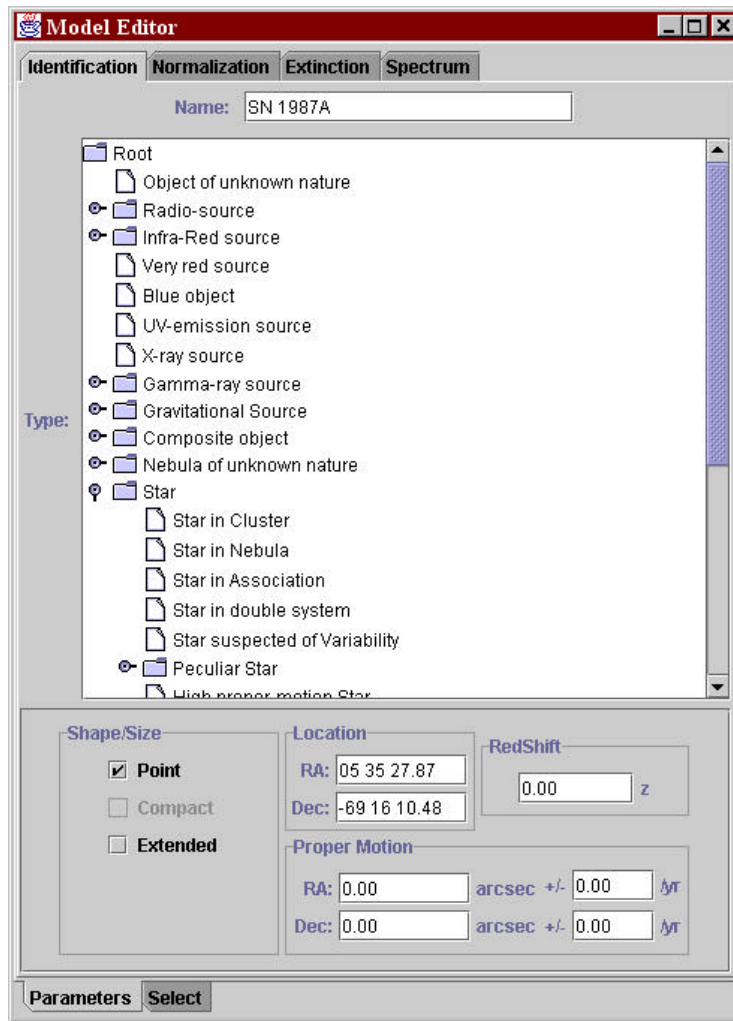 Model Editor
Identification Normalization Extinction Spectrum
Name: SN 1987A
Type:
Root
Object of unknown nature
Radio-source
Infra-Red source
Very red source
Blue object
UV-emission source
X-ray source
Gamma-ray source
Gravitational Source
Composite object
Nebula of unknown nature
Star
Star in Cluster
Star in Nebula
Star in Association
Star in double system
Star suspected of Variability
Peculiar Star
High proper motion Star
Shape/Size
Point
Compact
Extended
Location
RA: 05 35 27.87
Dec: -69 16 10.48
RedShift
0.00 z
Proper Motion
RA: 0.00 arcsec +/- 0.00 /yr
Dec: 0.00 arcsec +/- 0.00 /yr
Parameters Select